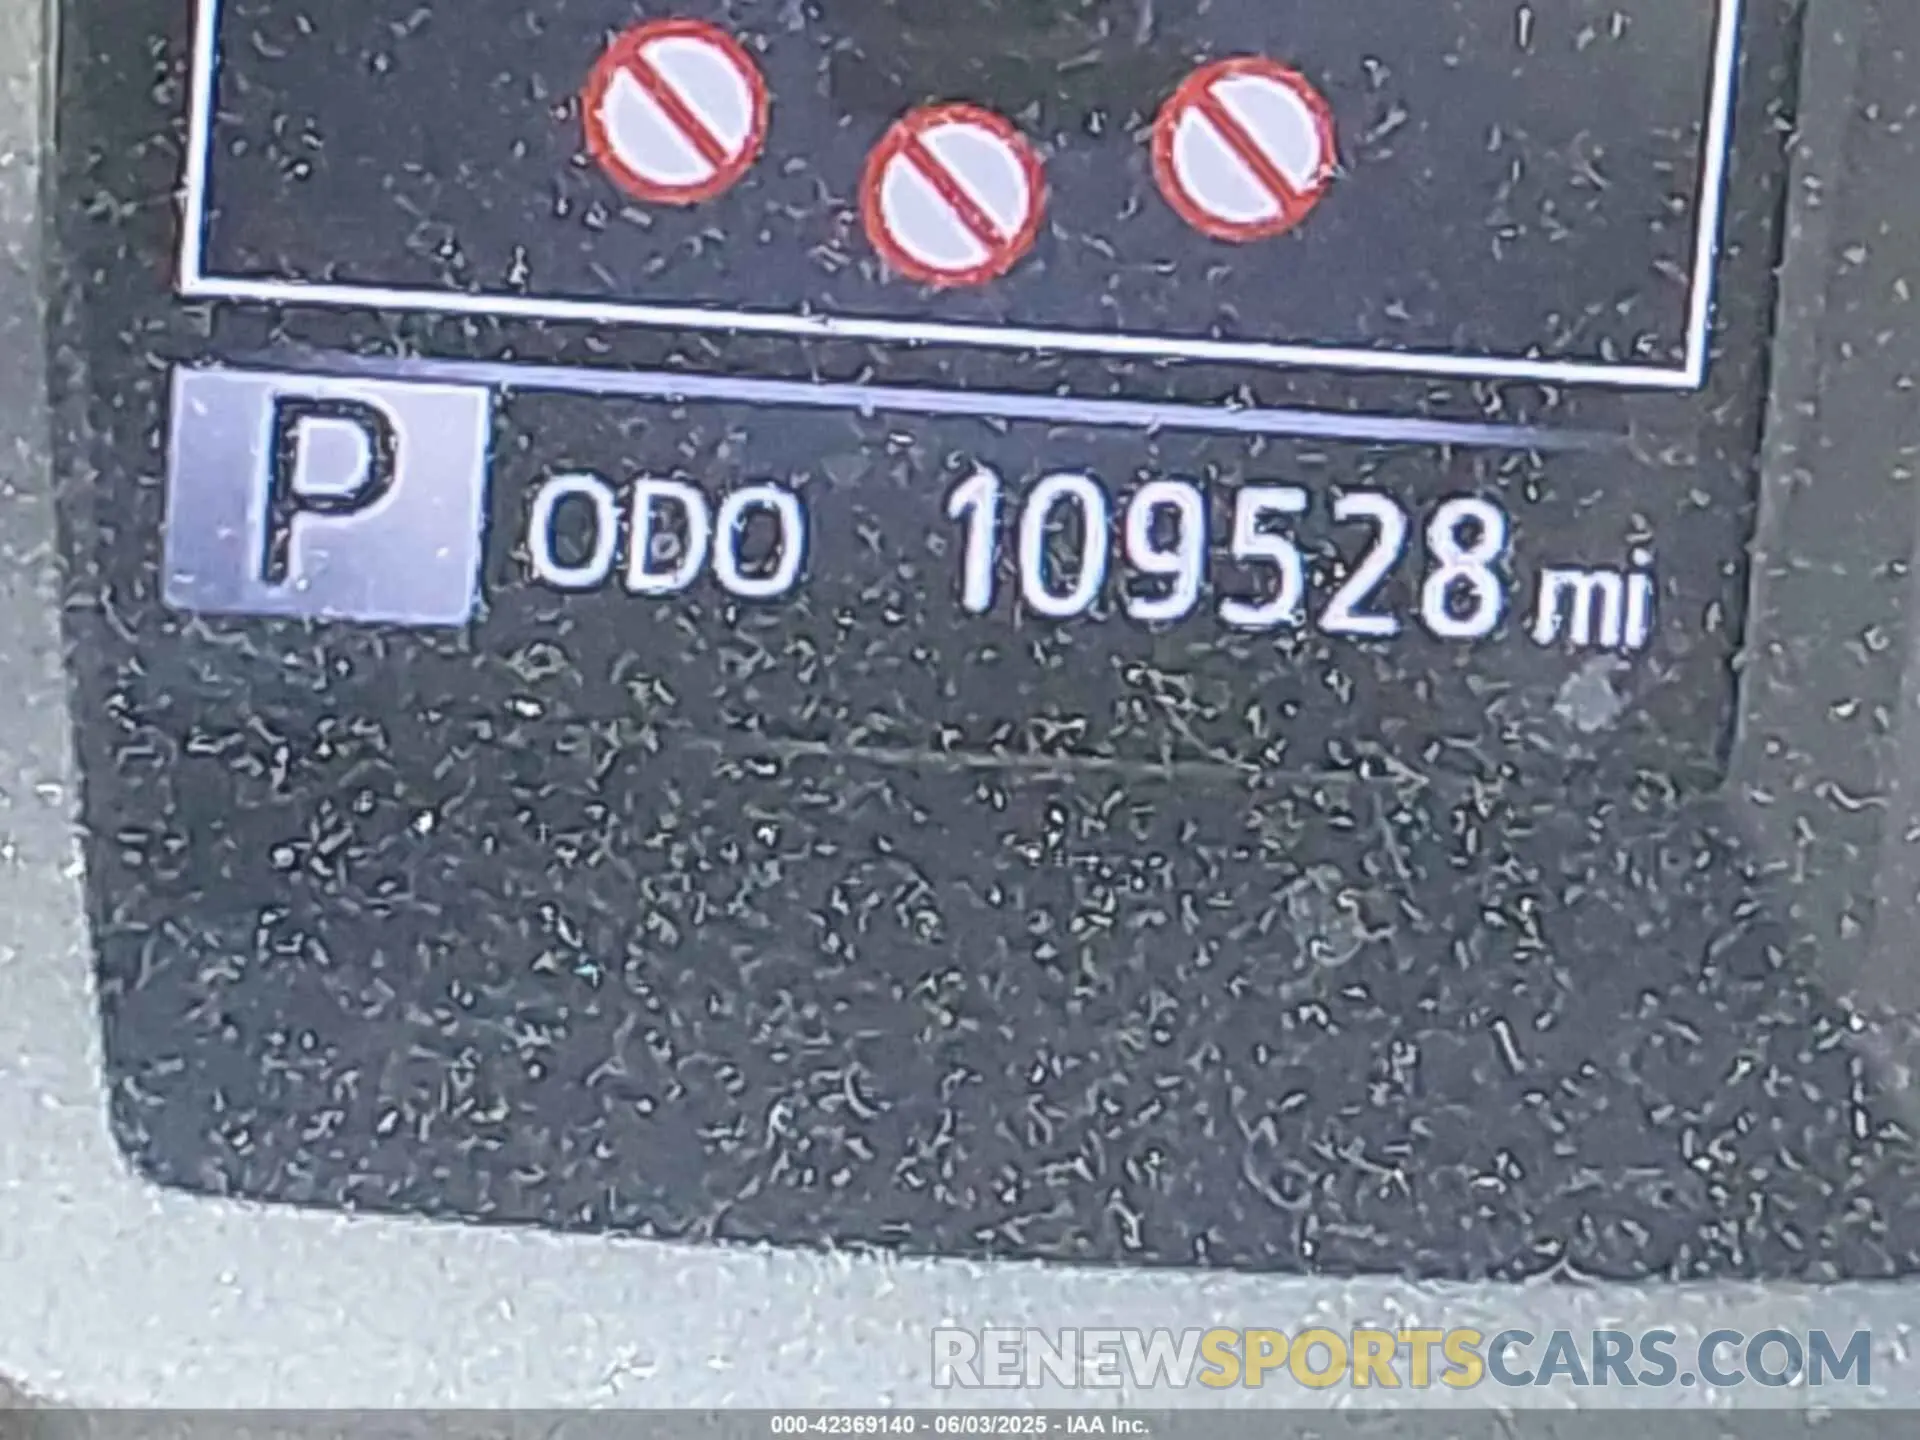 P ODO 109528 mi
RENEWSPORTSCARS.COM
000-42369140 - 06/03/2025 - IAA Inc.